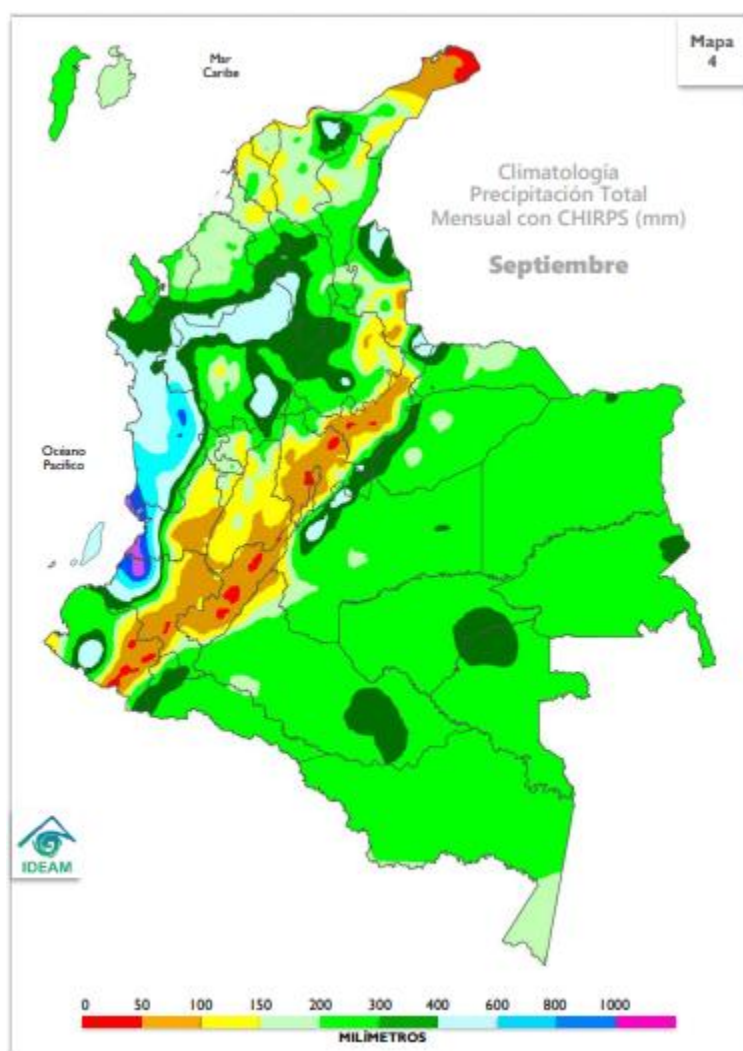 Mapa
4
Mar
Caribe
Climatología
Precipitación Total
Mensual con CHIRPS (mm)
Septiembre
Océano
Pacífico
IDEAM
0 50 100 150 200 300 400 600 800 1000
MILÍMETROS